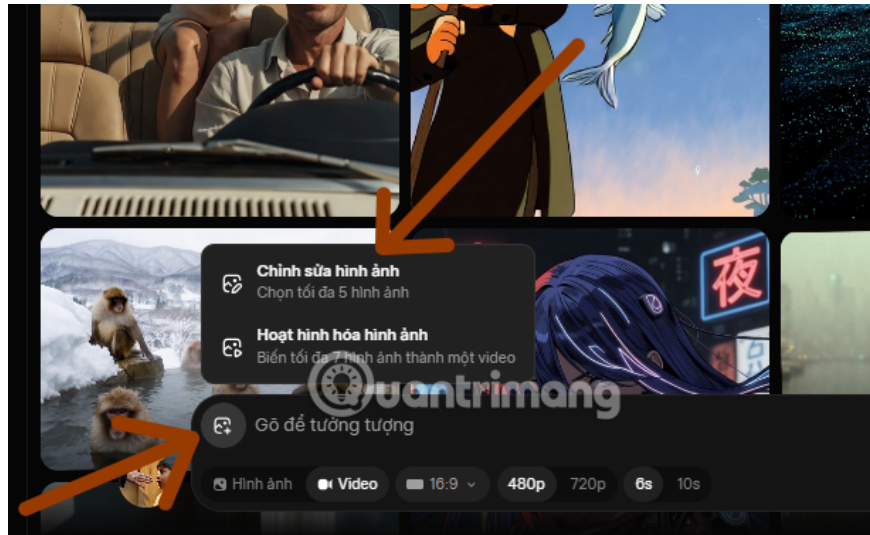 夜
Chỉnh sửa hình ảnh
Chọn tối đa 5 hình ảnh
Hoạt hình hóa hình ảnh
Biến tối đa 7 hình ảnh thành một video
Quantrimang
Gõ để tưởng tượng
Hình ảnh
Video
16:9
480p
720p
6s
10s